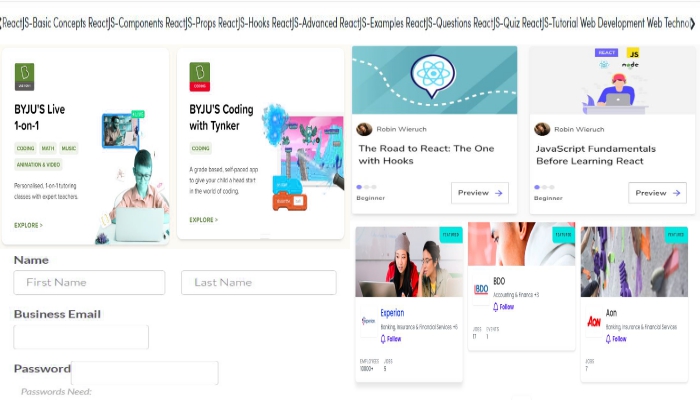 ReactJS-Basic Concepts ReactJS-Components ReactJS-Props ReactJS-Hooks ReactJS-Advanced ReactJS-Examples ReactJS-Questions ReactJS-Quiz ReactJS-Tutorial Web Development Web Techno
BYJU'S Live
1-on-1
CODING MATH MUSIC
ANIMATION & VIDEO
Personalised, 1-on-1 tutoring
classes with expert teachers.
EXPLORE >
CODING
BYJU'S Coding
with Tynker
CODING
A grade based, self-paced app
to give your child a head start
in the world of coding.
EXPLORE >
Robin Wieruch
The Road to React: The One
with Hooks
Beginner
Preview →
REACT
JS
node
Robin Wieruch
JavaScript Fundamentals
Before Learning React
Beginner
Preview →
Name
First Name
Last Name
Business Email
Password
Passwords Need:
FEATURED
Experian
Banking, Insurance & Financial Services +6
Follow
EMPLOYEES JOBS
10000+ 5
FEATURED
BDO
BDO
Accounting & Finance +3
Follow
JOBS EVENTS
17 1
FEATURED
AON
Aon
Banking, Insurance & Financial Services
Follow
JOBS
7